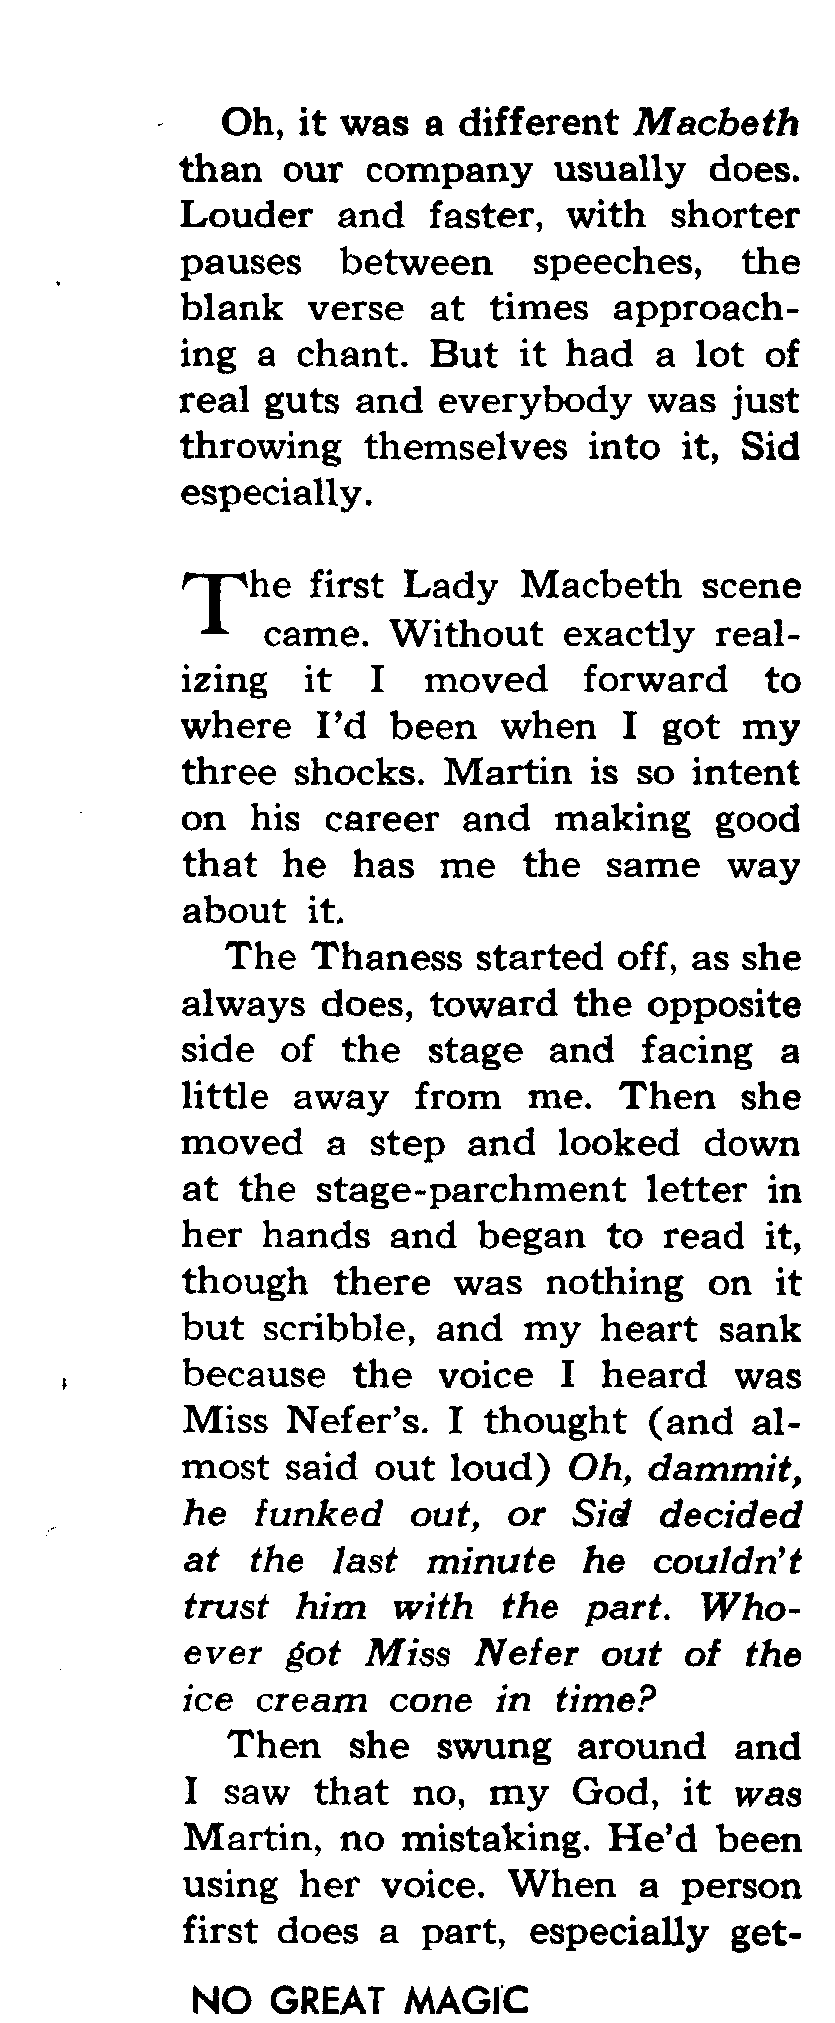 Oh, it was a different Macbeth
than our company usually does.
Louder and faster, with shorter
pauses between speeches, the
blank verse at times approach-
ing a chant. But it had a lot of
real guts and everybody was just
throwing themselves into it, Sid
especially.
The first Lady Macbeth scene
came. Without exactly real-
izing it I moved forward to
where I'd been when I got my
three shocks. Martin is so intent
on his career and making good
that he has me the same way
about it.
The Thaness started off, as she
always does, toward the opposite
side of the stage and facing a
little away from me. Then she
moved a step and looked down
at the stage-parchment letter in
her hands and began to read it,
though there was nothing on it
but scribble, and my heart sank
because the voice I heard was
Miss Nefer's. I thought (and al-
most said out loud) Oh, dammit,
he funked out, or Sid decided
at the last minute he couldn't
trust him with the part. Who-
ever got Miss Nefer out of the
ice cream cone in time?
Then she swung around and
I saw that no, my God, it was
Martin, no mistaking. He'd been
using her voice. When a person
first does a part, especially get-
NO GREAT MAGIC